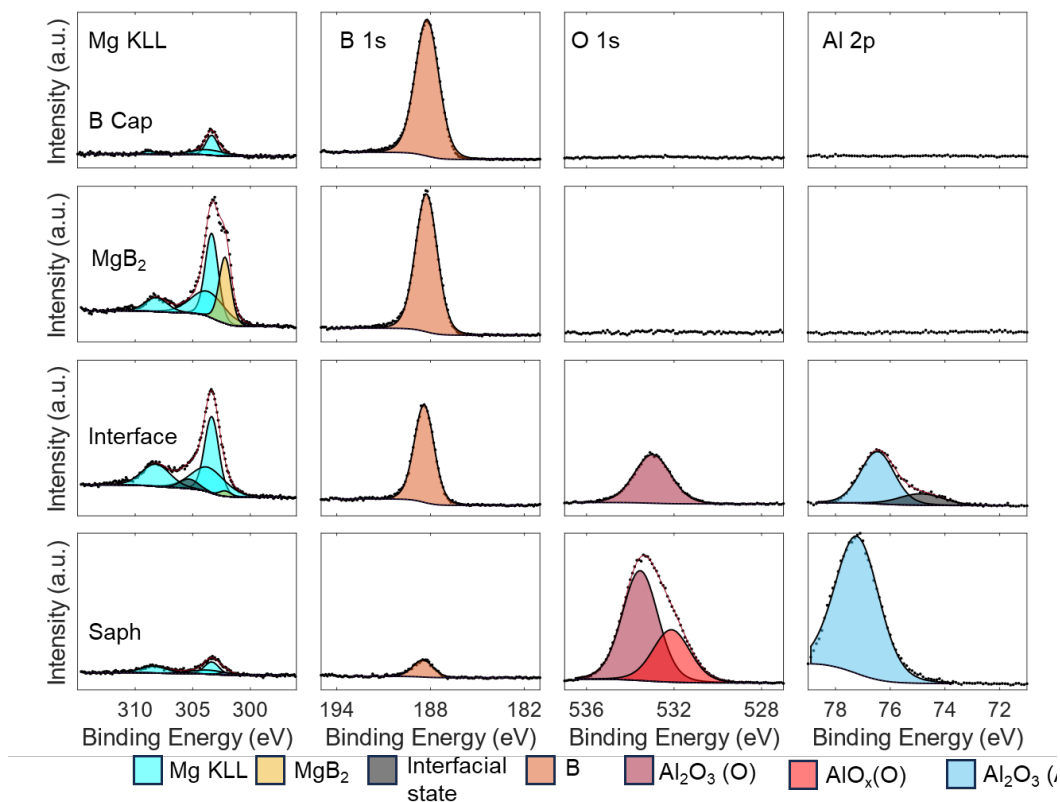 Mg KLL
B 1s
O 1s
Al 2p
Intensity (a.u.)
B Cap
Intensity (a.u.)
MgB₂
Intensity (a.u.)
Interface
Intensity (a.u.)
Saph
310 305 300
194 188 182
536 532 528
78 76 74 72
Binding Energy (eV)
Binding Energy (eV)
Binding Energy (eV)
Binding Energy (eV)
Mg KLL
MgB₂
Interfacial
state
B
Al₂O₃ (O)
AlOₓ(O)
Al₂O₃ (A